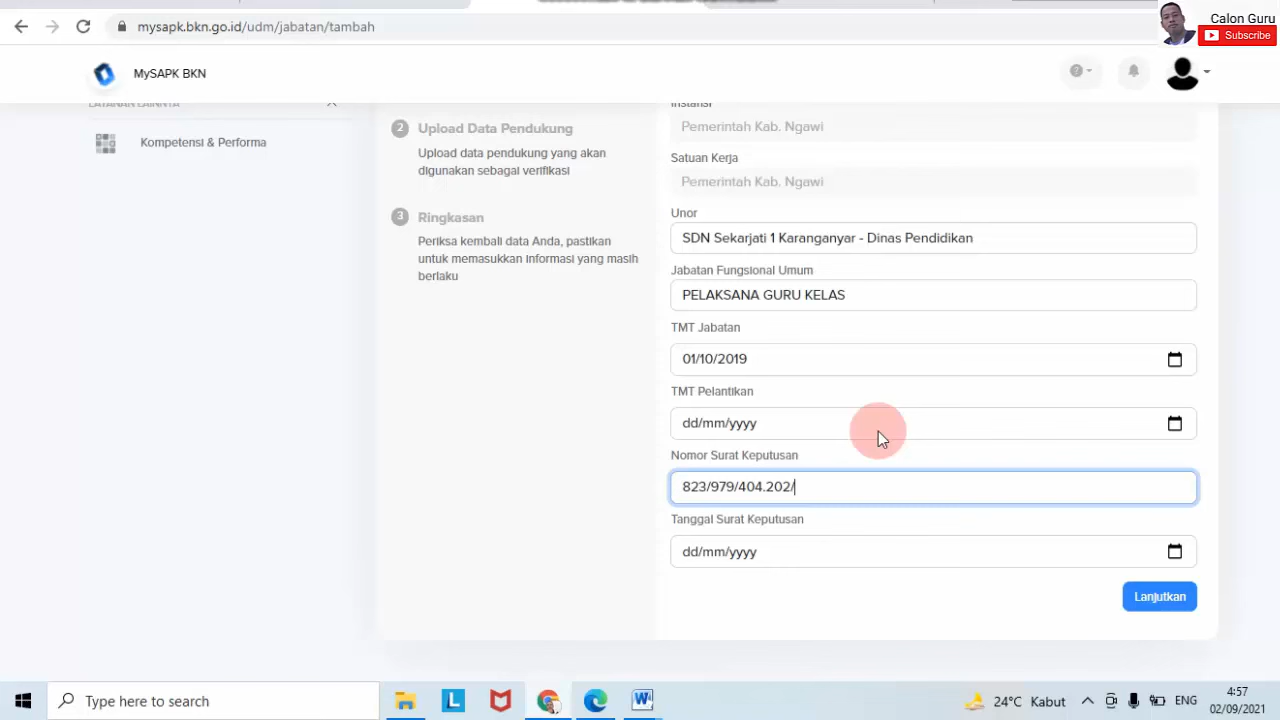 mysapk.bkn.go.id/udm/jabatan/tambah
Calon Guru
Subscribe
MySAPK BKN
LAYANAN LAINNYA
Kompetensi & Performa
2 Upload Data Pendukung
Upload data pendukung yang akan
digunakan sebagai verifikasi
3 Ringkasan
Periksa kembali data Anda, pastikan
untuk memasukkan informasi yang masih
berlaku
Instansi
Pemerintah Kab. Ngawi
Satuan Kerja
Pemerintah Kab. Ngawi
Unor
SDN Sekarjati 1 Karanganyar - Dinas Pendidikan
Jabatan Fungsional Umum
PELAKSANA GURU KELAS
TMT Jabatan
01/10/2019
TMT Pelantikan
dd/mm/yyyy
Nomor Surat Keputusan
823/979/404.202/
Tanggal Surat Keputusan
dd/mm/yyyy
Lanjutkan
Type here to search
24°C Kabut
ENG
4:57
02/09/2021